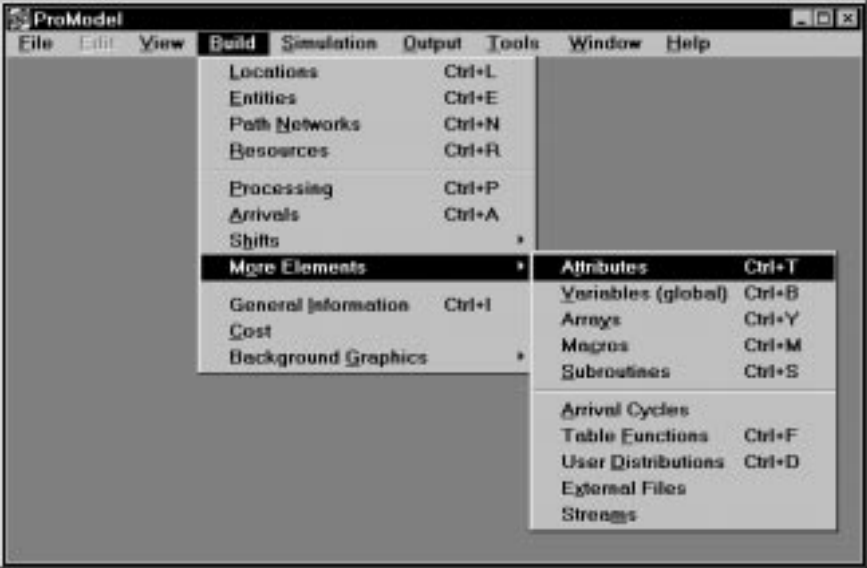 ProModel
File Edit View Build Simulation Output Tools Window Help
Locations Ctrl+L
Entities Ctrl+E
Path Networks Ctrl+N
Resources Ctrl+R
Processing Ctrl+P
Arrivals Ctrl+A
Shifts
More Elements
General Information Ctrl+I
Cost
Background Graphics
Attributes Ctrl+T
Variables (global) Ctrl+B
Arrays Ctrl+Y
Macros Ctrl+M
Subroutines Ctrl+S
Arrival Cycles
Table Functions Ctrl+F
User Distributions Ctrl+D
External Files
Streams